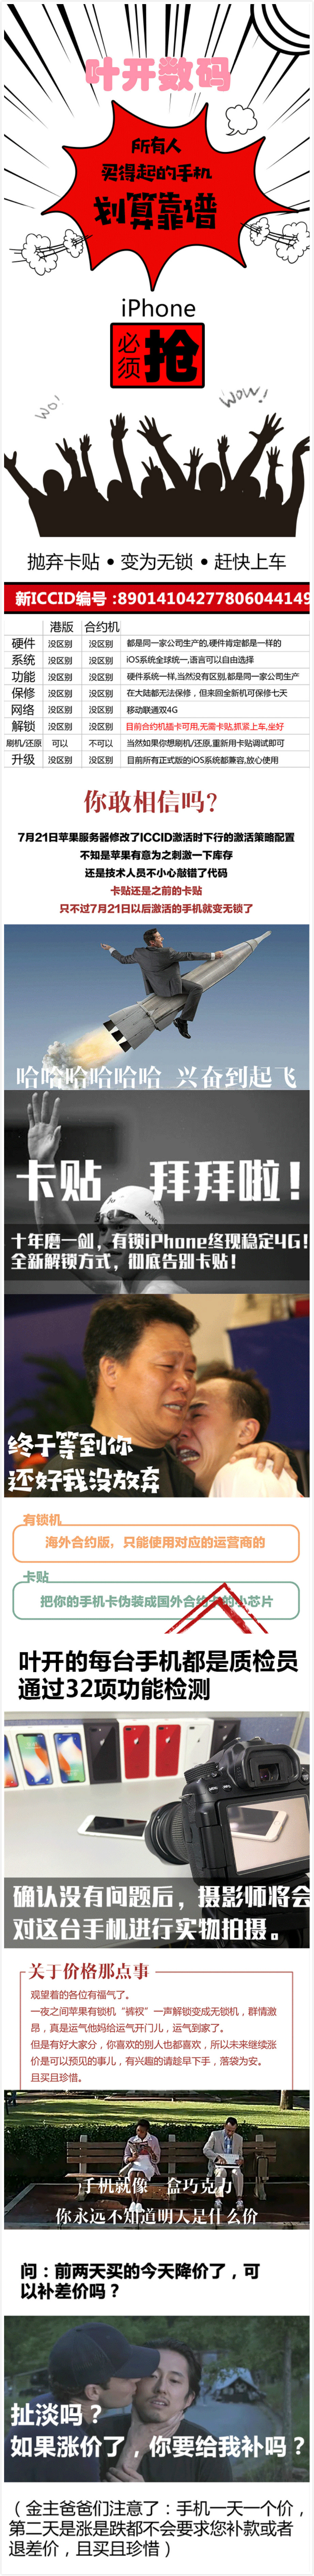 叶开数码
所有人
买得起的手机
划算靠谱
iPhone
必须
抢
WO!
WOW!
抛弃卡贴 • 变为无锁 • 赶快上车
新ICCID编号 :89014104277806044149
港版 合约机
硬件 没区别 没区别 都是同一家公司生产的,硬件肯定都是一样的
系统 没区别 没区别 iOS系统全球统一,语言可以自由选择
功能 没区别 没区别 硬件系统一样,当然没有区别,都是同一家公司生产
保修 没区别 没区别 在大陆都无法保修，但来回全新机可保修七天
网络 没区别 没区别 移动联通双4G
解锁 没区别 没区别 目前合约机插卡可用,无需卡贴,抓紧上车,坐好
刷机/还原 可以 不可以 当然如果你想刷机/还原,重新用卡贴调试即可
升级 没区别 没区别 目前所有正式版的iOS系统都兼容,放心使用
你敢相信吗?
7月21日苹果服务器修改了ICCID激活时下行的激活策略配置
不知是苹果有意为之刺激一下库存
还是技术人员不小心敲错了代码
卡贴还是之前的卡贴
只不过7月21日以后激活的手机就变无锁了
哈哈哈哈哈哈 兴奋到起飞
卡贴 拜拜啦！
十年磨一剑，有锁iPhone终现稳定4G!
全新解锁方式，彻底告别卡贴！
终于等到你
还好我没放弃
有锁机
海外合约版，只能使用对应的运营商的
卡贴
把你的手机卡伪装成国外合约卡的小芯片
叶开的每台手机都是质检员
通过32项功能检测
确认没有问题后，摄影师将会
对这台手机进行实物拍摄。
关于价格那点事
观望着的各位有福气了。
一夜之间苹果有锁机“裤衩”一声解锁变成无锁机，群情激
昂，真是运气他妈给运气开门儿，运气到家了。
但是有好大家分，你喜欢的别人也都喜欢，所以未来继续涨
价是可以预见的事儿，有兴趣的请趁早下手，落袋为安。
且买且珍惜。
手机就像一盒巧克力
你永远不知道明天是什么价
问：前两天买的今天降价了，可
以补差价吗？
扯淡吗？
如果涨价了，你要给我补吗？
（金主爸爸们注意了：手机一天一个价，
第二天是涨是跌都不会要求您补款或者
退差价，且买且珍惜）